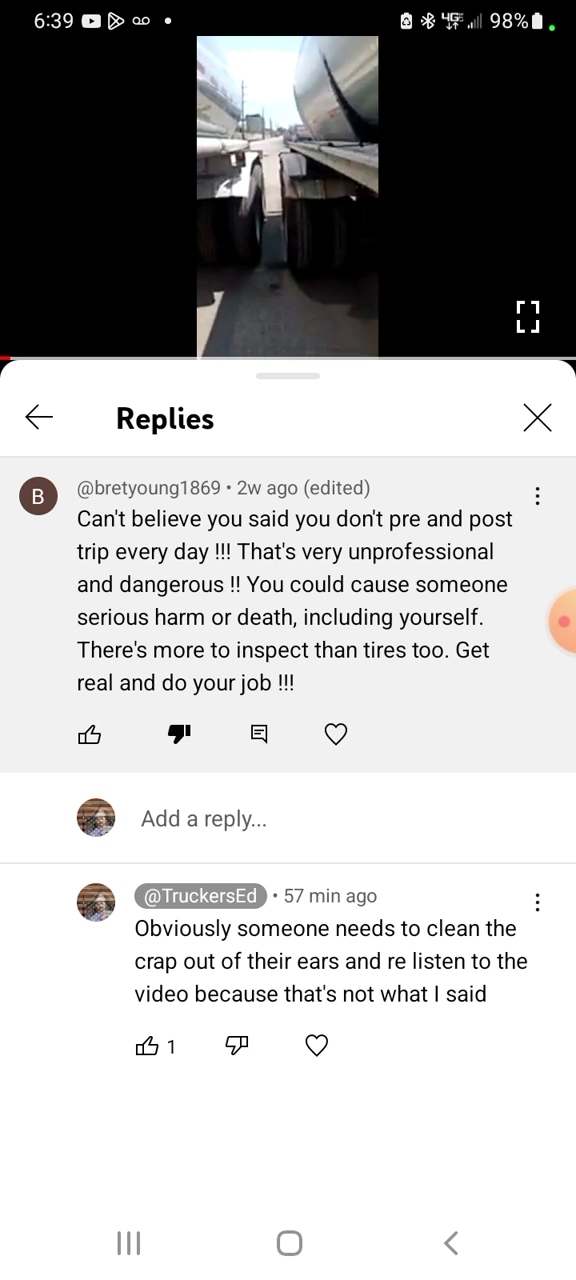 6:39 4G 98%
Replies
B
@bretyoung1869 • 2w ago (edited)
Can't believe you said you don't pre and post
trip every day !!! That's very unprofessional
and dangerous !! You could cause someone
serious harm or death, including yourself.
There's more to inspect than tires too. Get
real and do your job !!!
Add a reply...
@TruckersEd • 57 min ago
Obviously someone needs to clean the
crap out of their ears and re listen to the
video because that's not what I said
1